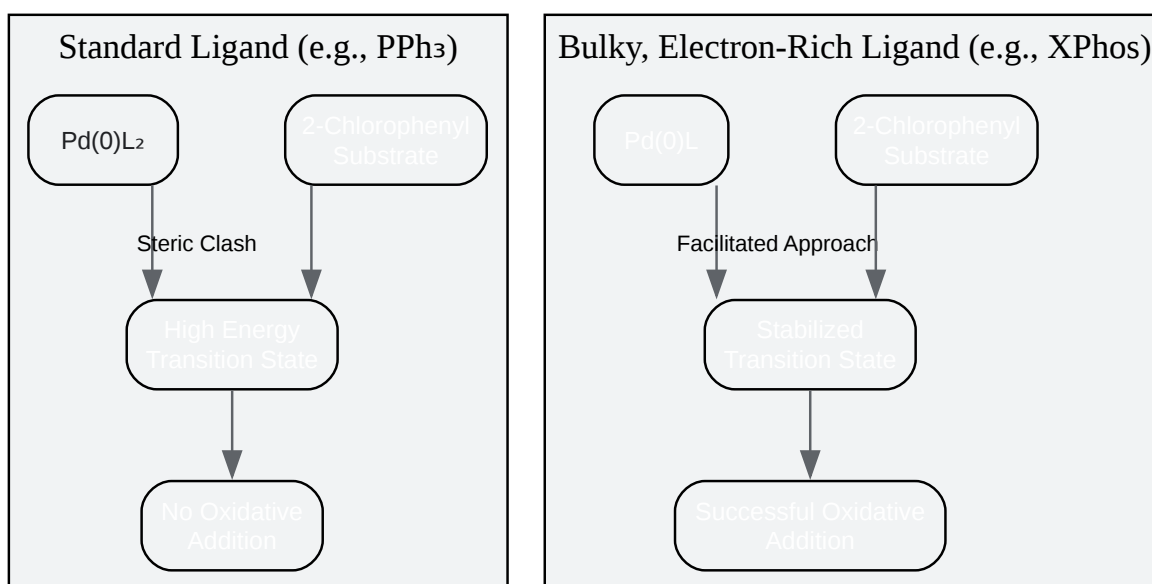 Standard Ligand (e.g., PPh₃)
Pd(0)L₂
2-Chlorophenyl
Substrate
Steric Clash
High Energy
Transition State
No Oxidative
Addition
Bulky, Electron-Rich Ligand (e.g., XPhos)
Pd(0)L
2-Chlorophenyl
Substrate
Facilitated Approach
Stabilized
Transition State
Successful Oxidative
Addition